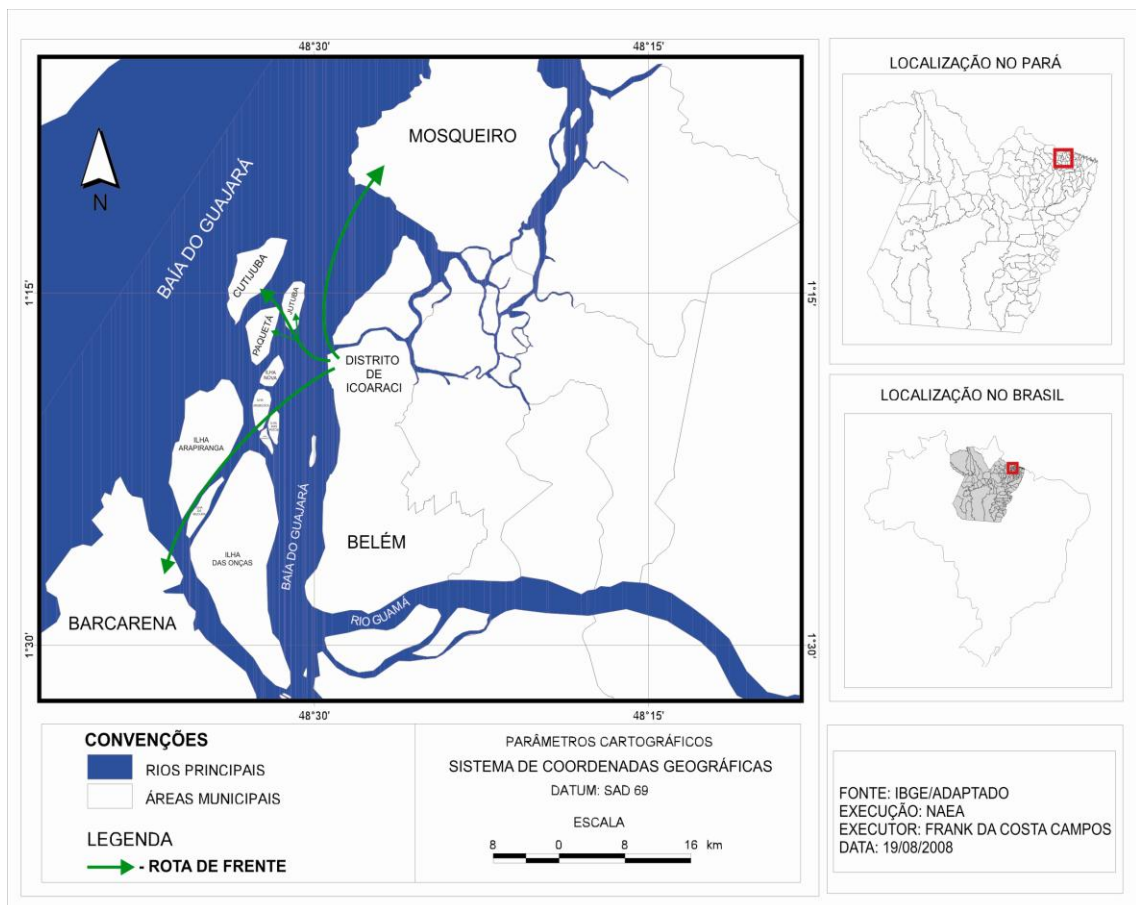 48°30'
48°15'
MOSQUEIRO
N
BAÍA DO GUAJARÁ
CUTIJUBA
JUTUBA
1°15'
1°15'
PAQUETÁ
DISTRITO
DE
ICOARACI
ILHA
NOVA
ILHA
ARAPIRANGA
BAÍA DO GUAJARÁ
BELÉM
ILHA
DAS ONÇAS
RIO GUAMÁ
BARCARENA
1°30'
1°30'
48°30'
48°15'
CONVENÇÕES
RIOS PRINCIPAIS
ÁREAS MUNICIPAIS
LEGENDA
- ROTA DE FRENTE
PARÂMETROS CARTOGRÁFICOS
SISTEMA DE COORDENADAS GEOGRÁFICAS
DATUM: SAD 69
ESCALA
8 0 8 16 km
LOCALIZAÇÃO NO PARÁ
LOCALIZAÇÃO NO BRASIL
FONTE: IBGE/ADAPTADO
EXECUÇÃO: NAEA
EXECUTOR: FRANK DA COSTA CAMPOS
DATA: 19/08/2008